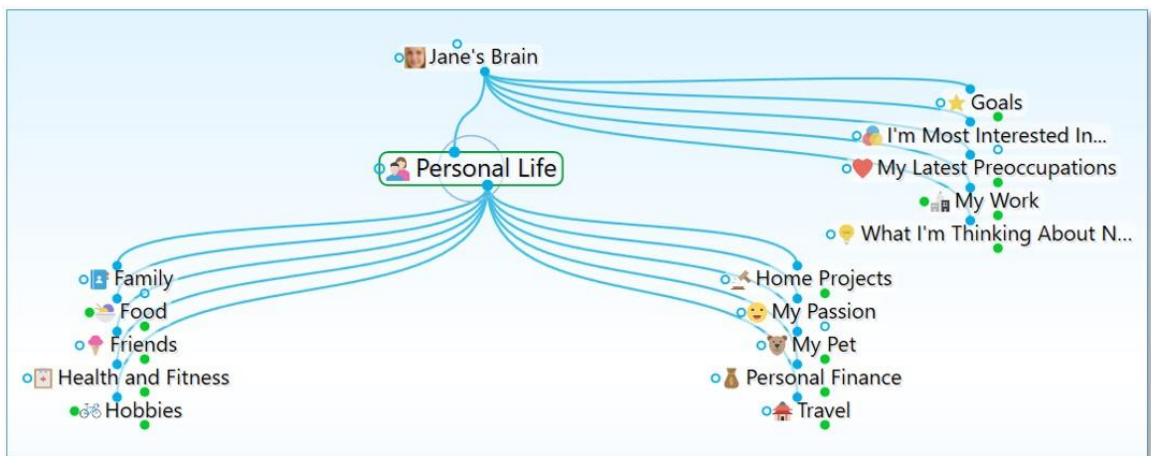 Jane's Brain
Goals
I'm Most Interested In...
My Latest Preoccupations
My Work
What I'm Thinking About N...
Personal Life
Family
Food
Friends
Health and Fitness
Hobbies
Home Projects
My Passion
My Pet
Personal Finance
Travel